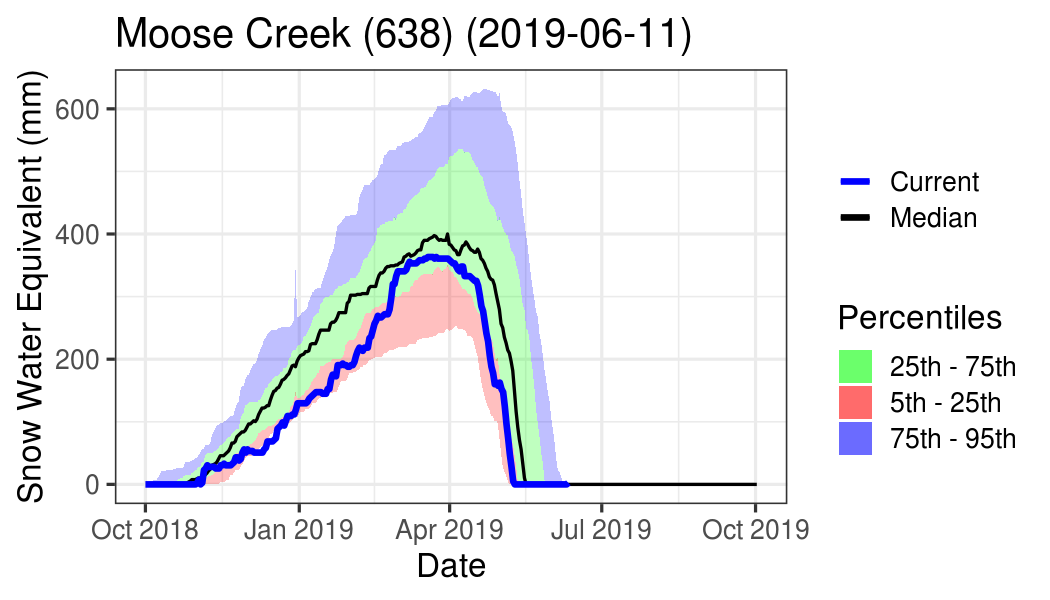 Moose Creek (638) (2019-06-11)
Snow Water Equivalent (mm)
600
400
200
0
Oct 2018 Jan 2019 Apr 2019 Jul 2019 Oct 2019
Date
Current
Median
Percentiles
25th - 75th
5th - 25th
75th - 95th